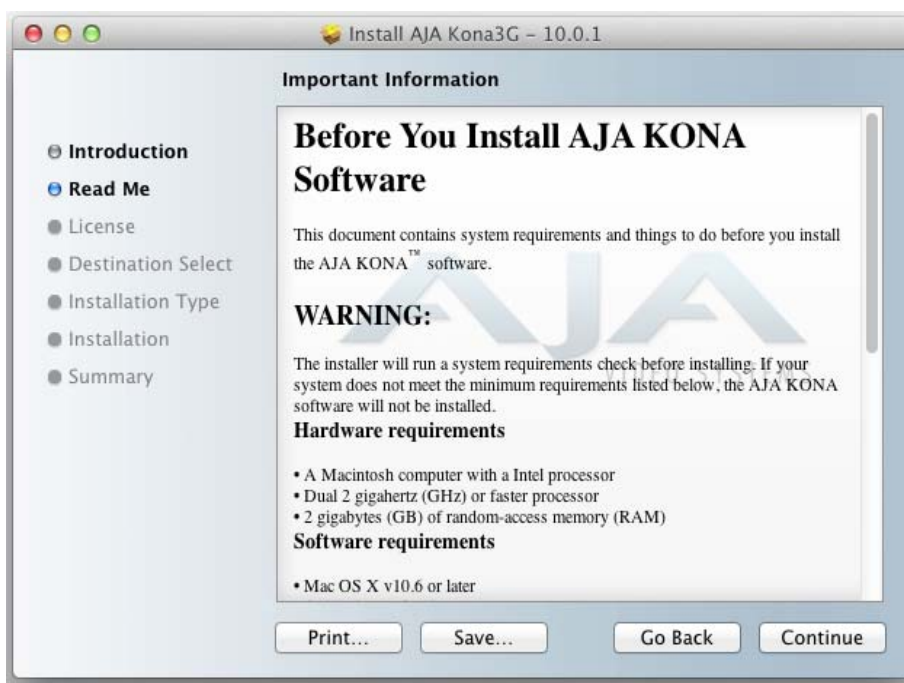 Install AJA Kona3G – 10.0.1
Introduction
Read Me
License
Destination Select
Installation Type
Installation
Summary
Important Information
Before You Install AJA KONA
Software
This document contains system requirements and things to do before you install
the AJA KONA™ software.
WARNING:
The installer will run a system requirements check before installing. If your
system does not meet the minimum requirements listed below, the AJA KONA
software will not be installed.
Hardware requirements
• A Macintosh computer with a Intel processor
• Dual 2 gigahertz (GHz) or faster processor
• 2 gigabytes (GB) of random-access memory (RAM)
Software requirements
• Mac OS X v10.6 or later
AJA
VIDEO SYSTEMS
Print...
Save...
Go Back
Continue